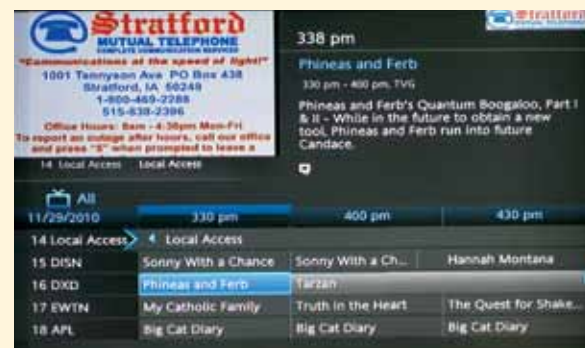 Stratford
MUTUAL TELEPHONE
COMPLETE COMMUNICATION SERVICES
"Communications at the speed of light!"
1001 Tennyson Ave PO Box 438
Stratford, IA 50249
1-800-469-2288
515-838-2396
Office Hours: 8am - 4:30pm Mon-Fri
To report an outage after hours, call our office
and press "5" when prompted to leave a
14 Local Access Local Access
Stratford
338 pm
Phineas and Ferb
330 pm - 400 pm, TVG
Phineas and Ferb's Quantum Boogaloo, Part I
& II - While in the future to obtain a new
tool, Phineas and Ferb run into future
Candace.
All
11/29/2010 330 pm 400 pm 430 pm
14 Local Access Local Access
15 DISN Sonny With a Chance Sonny With a Ch... Hannah Montana
16 DXD Phineas and Ferb Tarzan
17 EWTN My Catholic Family Truth in the Heart The Quest for Shake...
18 APL Big Cat Diary Big Cat Diary Big Cat Diary